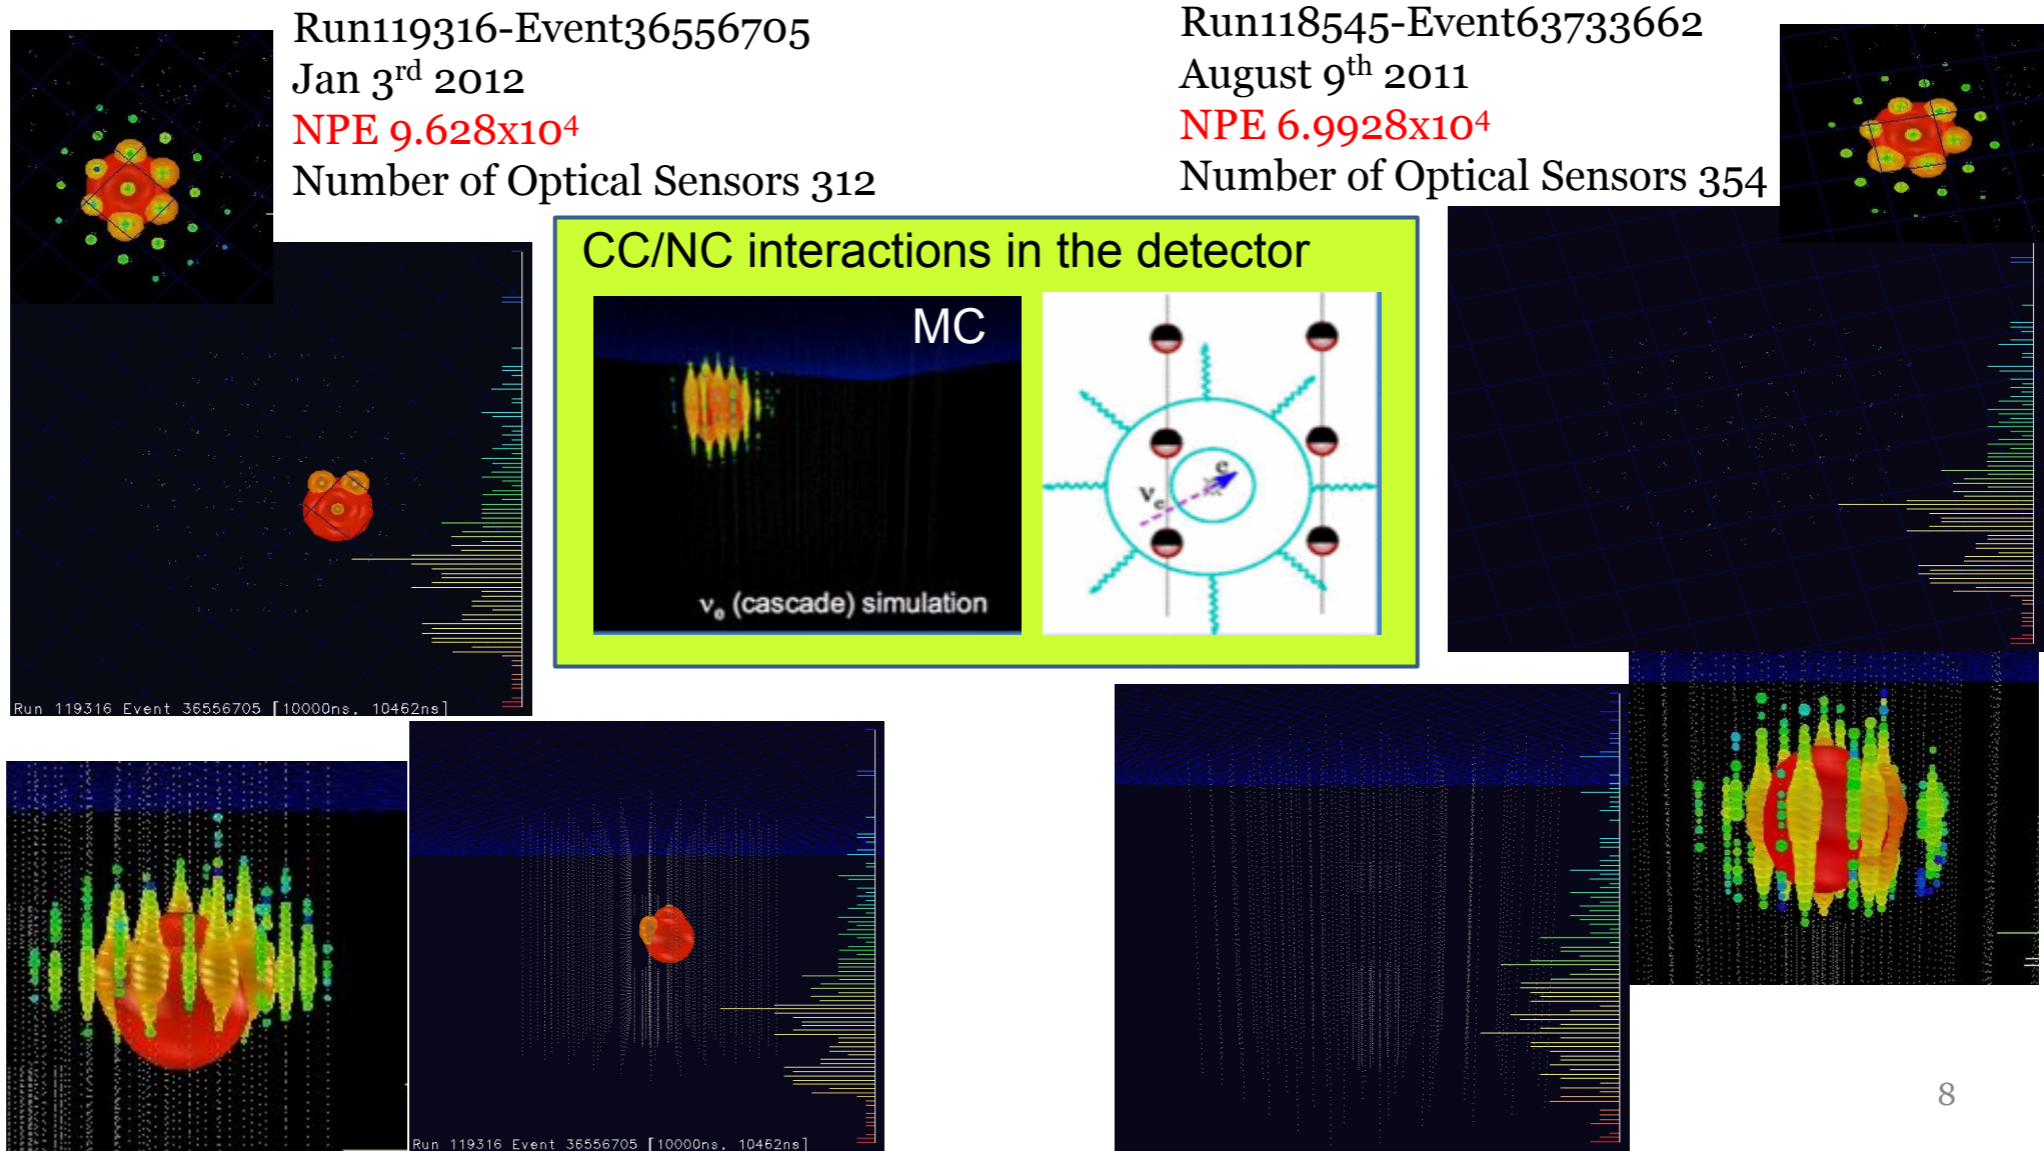 Run119316-Event36556705
Jan 3rd 2012
NPE 9.628x10⁴
Number of Optical Sensors 312
Run118545-Event63733662
August 9th 2011
NPE 6.9928x10⁴
Number of Optical Sensors 354
CC/NC interactions in the detector
MC
νe (cascade) simulation
e
νe
Run 119316 Event 36556705 [10000ns, 10462ns]
Run 119316 Event 36556705 [10000ns, 10462ns]
8